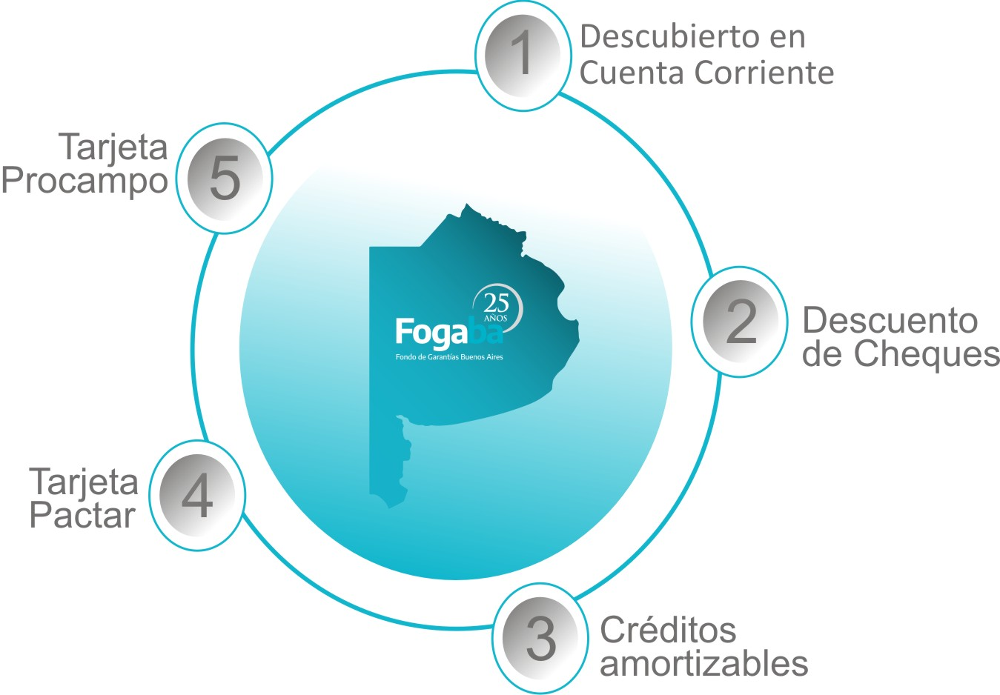 1
Descubierto en
Cuenta Corriente
2
Descuento
de Cheques
3
Créditos
amortizables
4
Tarjeta
Pactar
5
Tarjeta
Procampo
25
AÑOS
Fogaba
Fondo de Garantías Buenos Aires